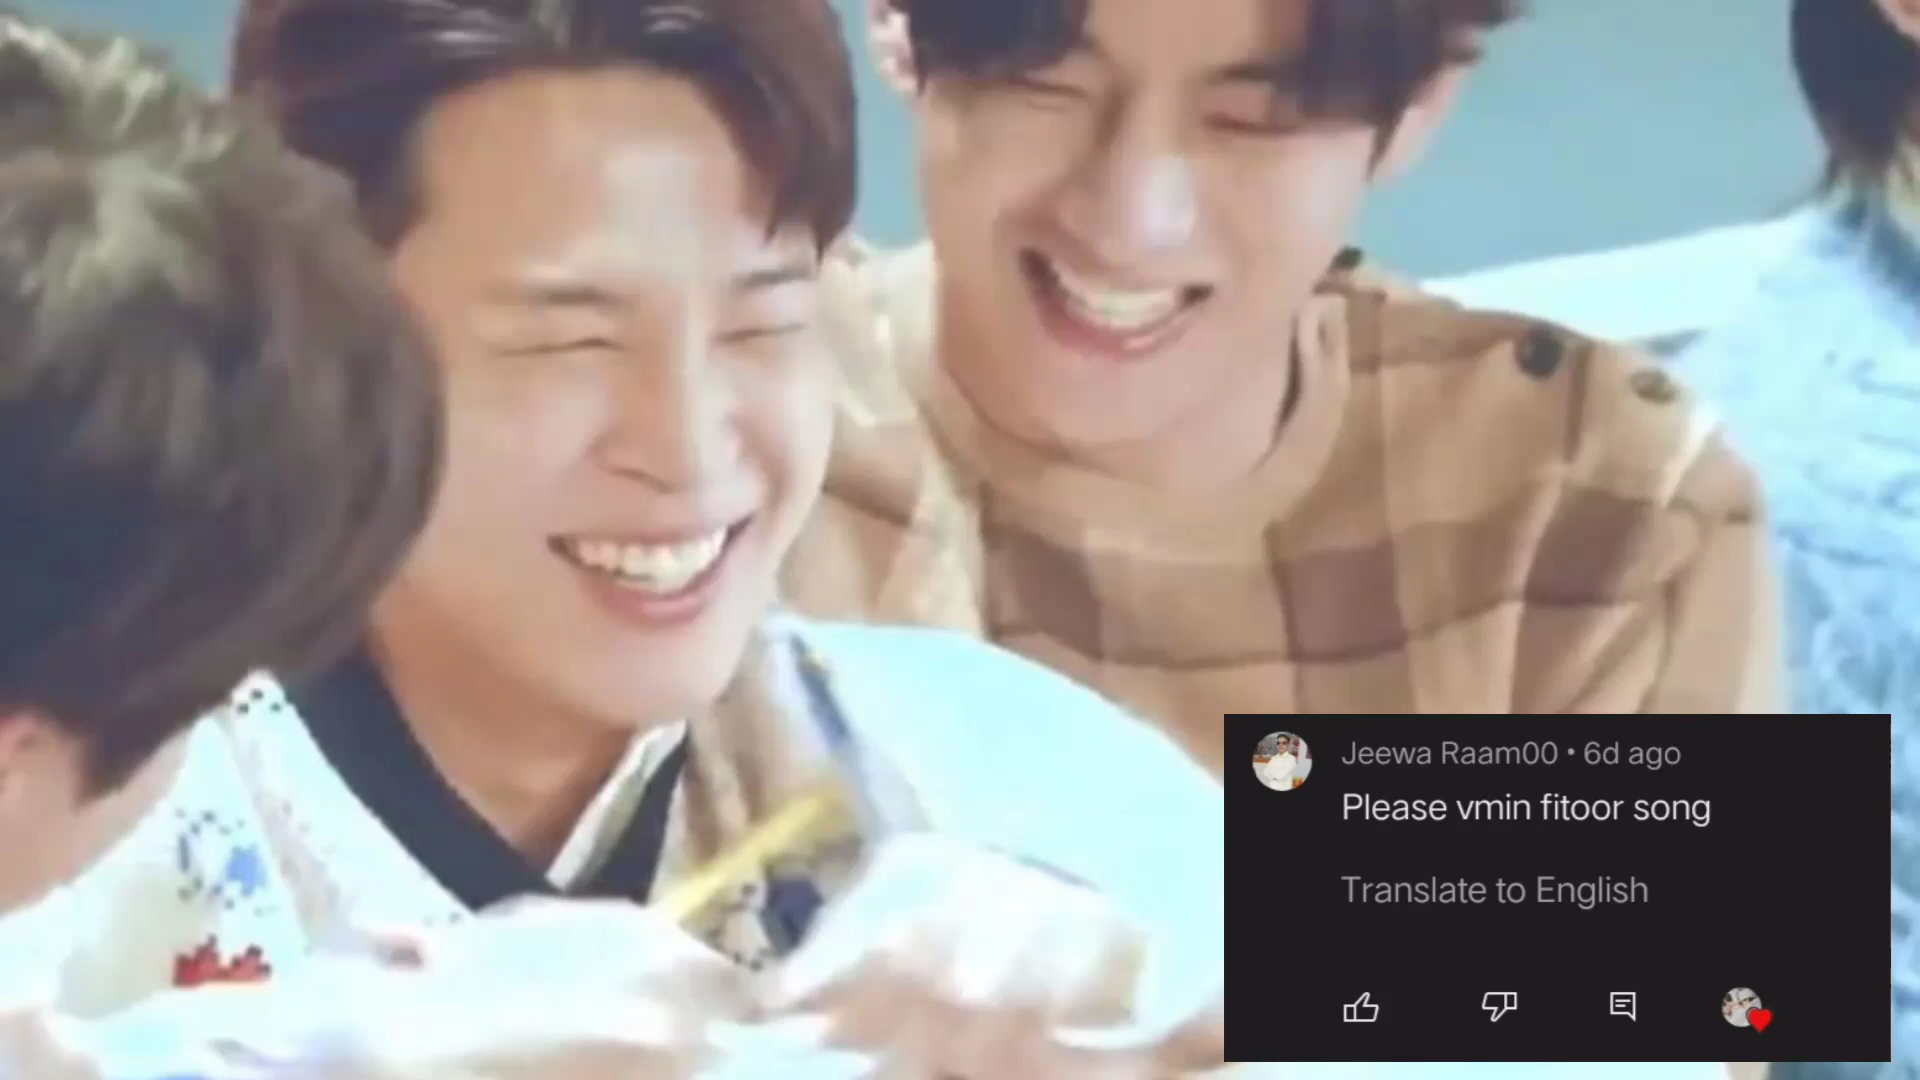 Jeewa Raam00 • 6d ago
Please vmin fitoor song
Translate to English